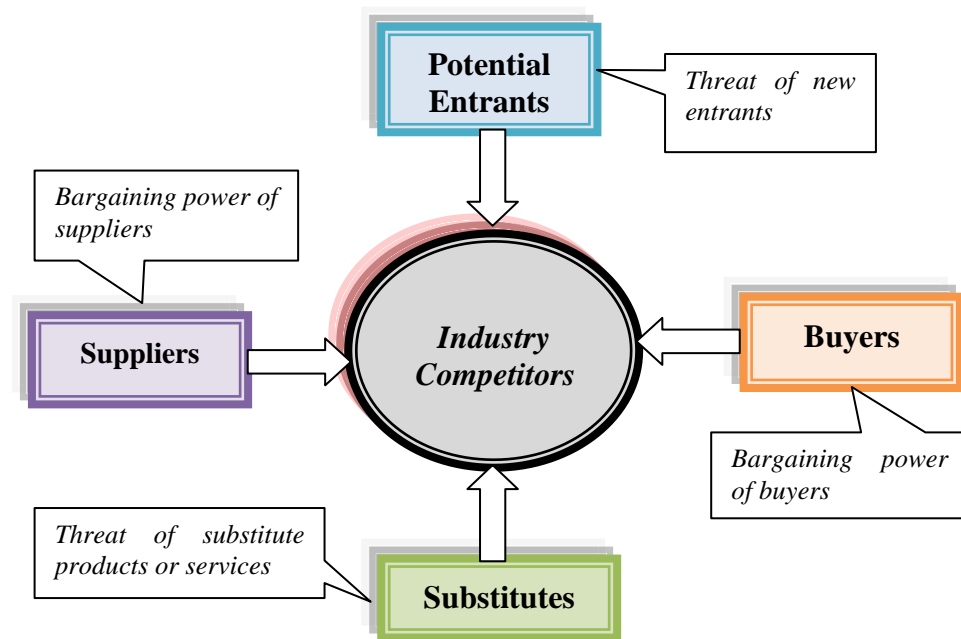 Potential
Entrants
Threat of new
entrants
Bargaining power of
suppliers
Suppliers
Industry
Competitors
Buyers
Bargaining power
of buyers
Threat of substitute
products or services
Substitutes